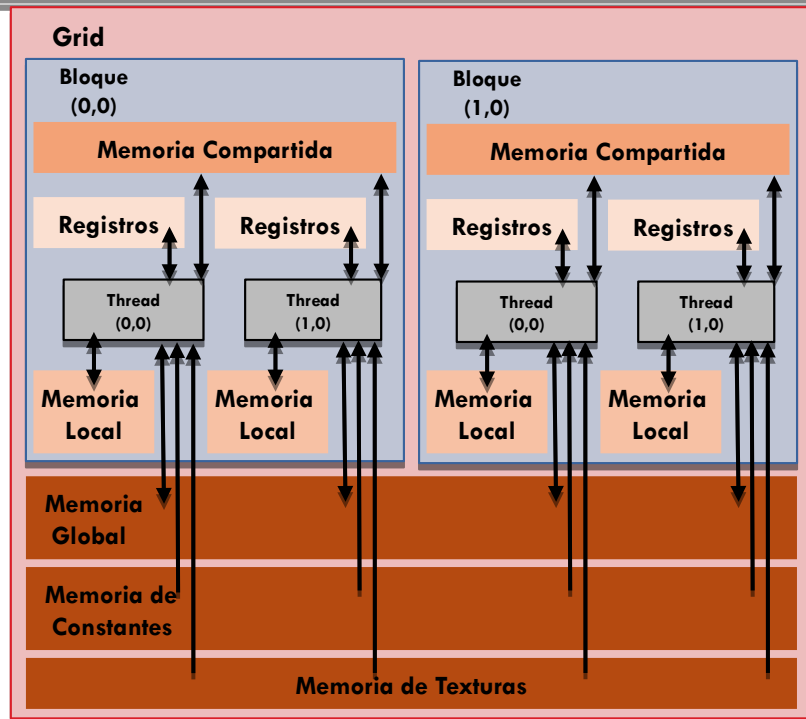 Grid
Bloque
(0,0)
Memoria Compartida
Registros
Registros
Thread
(0,0)
Thread
(1,0)
Memoria
Local
Memoria
Local
Bloque
(1,0)
Memoria Compartida
Registros
Registros
Thread
(0,0)
Thread
(1,0)
Memoria
Local
Memoria
Local
Memoria
Global
Memoria de
Constantes
Memoria de Texturas